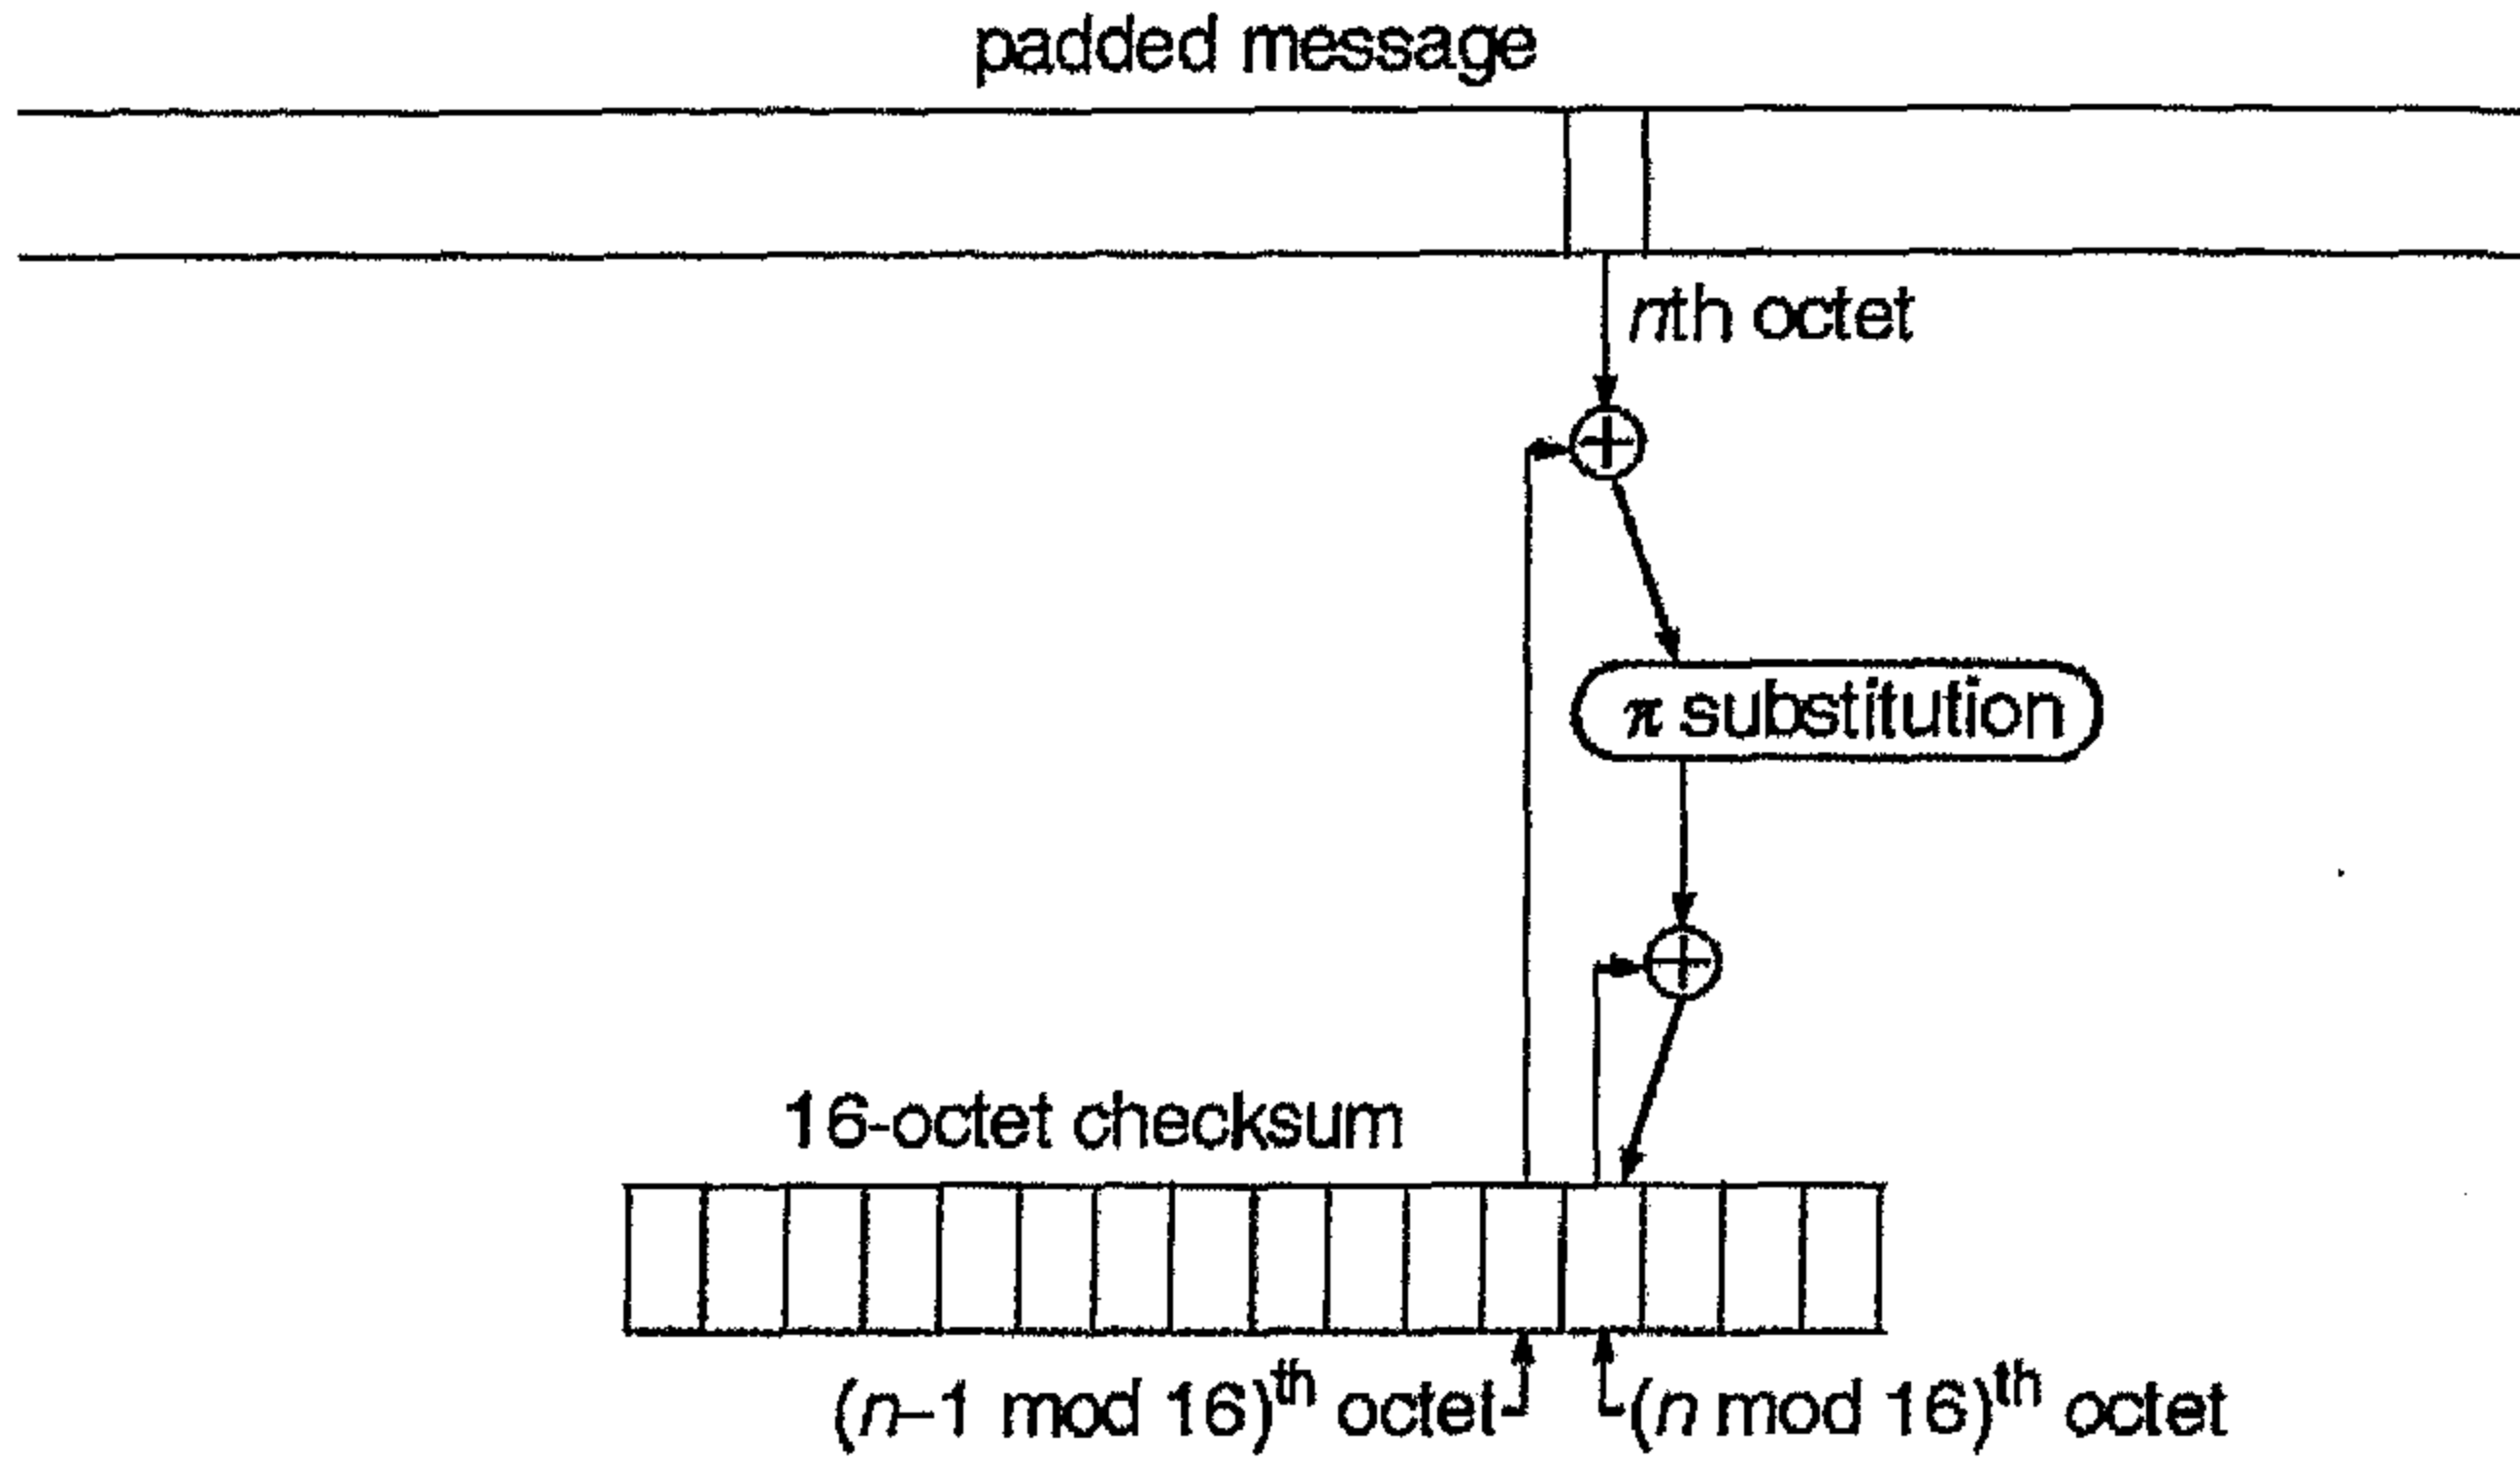 padded message
nth octet
π substitution
16-octet checksum
(n–1 mod 16)th octet
(n mod 16)th octet